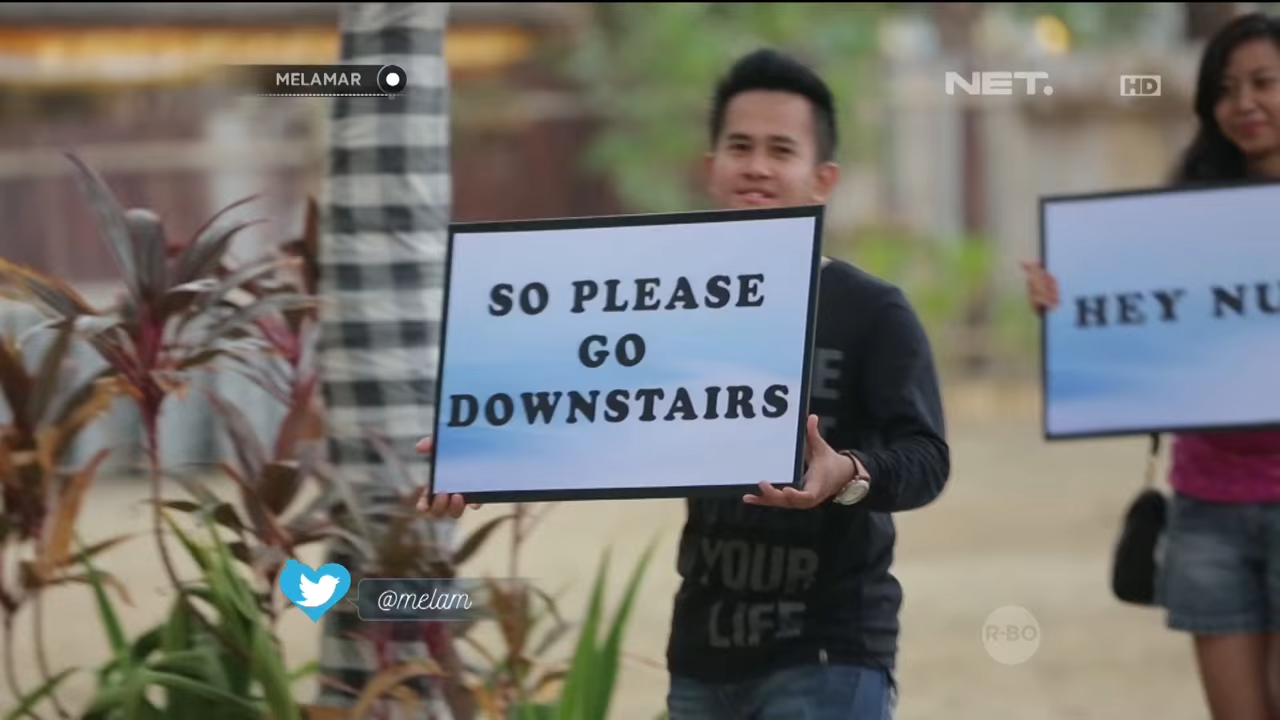 MELAMAR
NET.
HD
SO PLEASE
GO
DOWNSTAIRS
HEY NU
YOUR
LIFE
@melam
R-BO